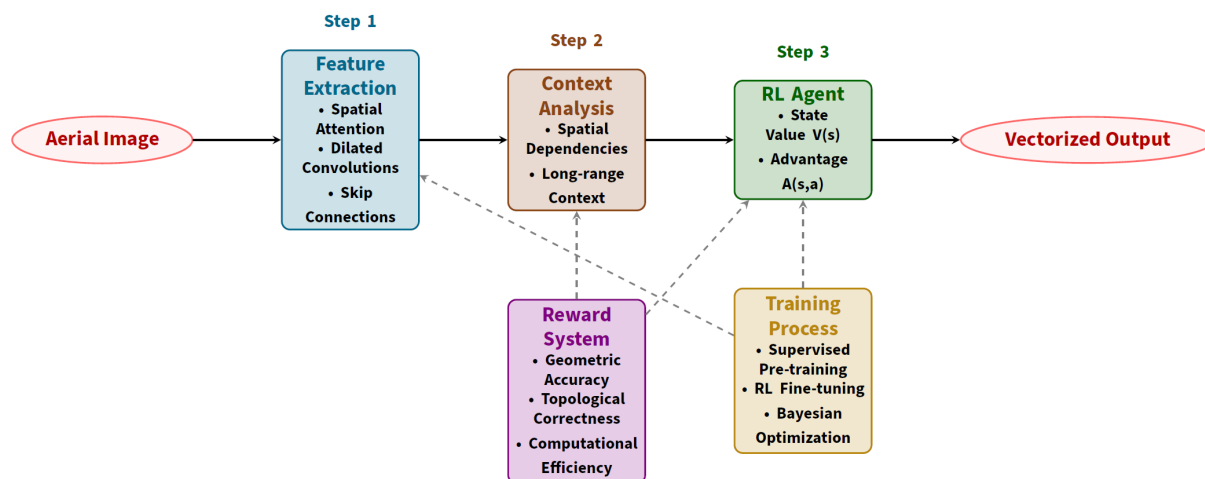 Step 1
Step 2
Step 3
Aerial Image
Feature
Extraction
• Spatial
Attention
• Dilated
Convolutions
• Skip
Connections
Context
Analysis
• Spatial
Dependencies
• Long-range
Context
RL Agent
• State
Value V(s)
• Advantage
A(s,a)
Vectorized Output
Reward
System
• Geometric
Accuracy
• Topological
Correctness
• Computational
Efficiency
Training
Process
• Supervised
Pre-training
• RL Fine-tuning
• Bayesian
Optimization